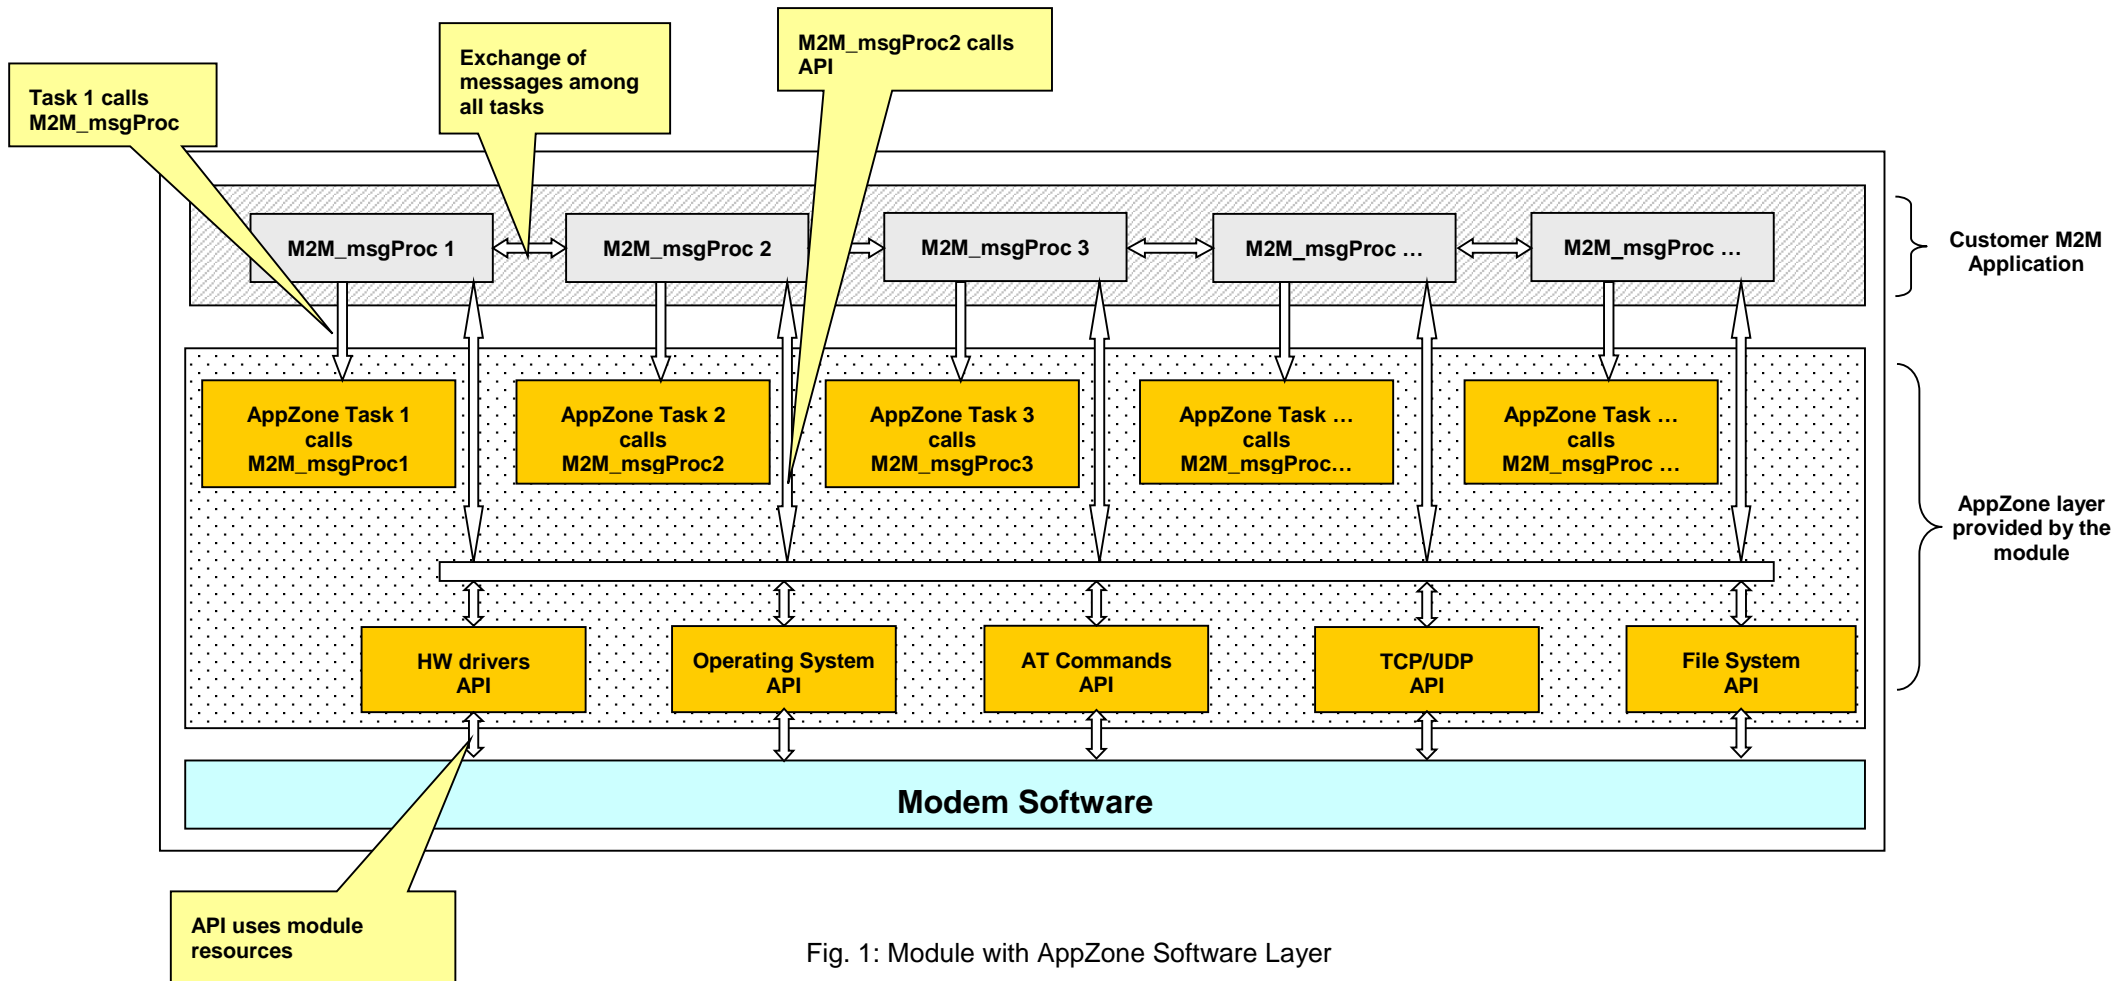 M2M_msgProc2 calls
API
Exchange of
messages among
all tasks
Task 1 calls
M2M_msgProc
M2M_msgProc 1
M2M_msgProc 2
M2M_msgProc 3
M2M_msgProc …
M2M_msgProc …
Customer M2M
Application
AppZone Task 1
calls
M2M_msgProc1
AppZone Task 2
calls
M2M_msgProc2
AppZone Task 3
calls
M2M_msgProc3
AppZone Task …
calls
M2M_msgProc…
AppZone Task …
calls
M2M_msgProc …
AppZone layer
provided by the
module
HW drivers
API
Operating System
API
AT Commands
API
TCP/UDP
API
File System
API
Modem Software
API uses module
resources
Fig. 1: Module with AppZone Software Layer